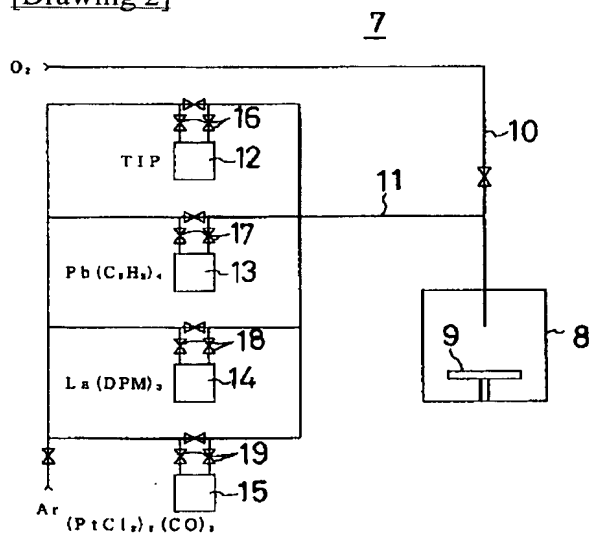 [Drawing 2]
7
O₂
10
16
TIP
12
11
17
Pb(C₂H₅)₄
13
8
9
18
La(DPM)₃
14
19
15
Ar
(PtCl₂)₂(CO)₃